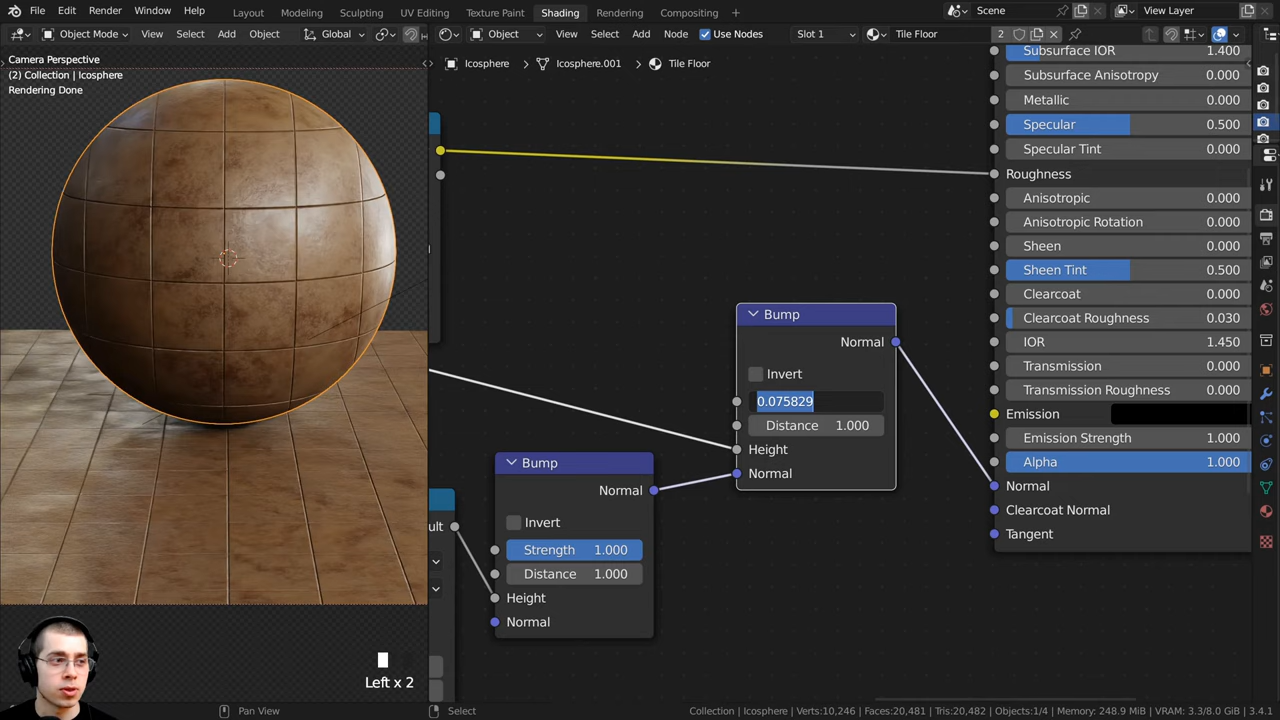 File Edit Render Window Help Layout Modeling Sculpting UV Editing Texture Paint Shading Rendering Compositing + Scene View Layer
Object Mode View Select Add Object Global Object View Select Add Node Use Nodes Slot 1 Tile Floor 2
Camera Perspective
(2) Collection | Icosphere
Rendering Done
Icosphere > Icosphere.001 > Tile Floor
Subsurface IOR 1.400
Subsurface Anisotropy 0.000
Metallic 0.000
Specular 0.500
Specular Tint 0.000
Roughness
Anisotropic 0.000
Anisotropic Rotation 0.000
Sheen 0.000
Sheen Tint 0.500
Clearcoat 0.000
Clearcoat Roughness 0.030
IOR 1.450
Transmission 0.000
Transmission Roughness 0.000
Emission
Emission Strength 1.000
Alpha 1.000
Normal
Clearcoat Normal
Tangent
Bump
Normal
Invert
0.075829
Distance 1.000
Height
Normal
Bump
Normal
Invert
Strength 1.000
Distance 1.000
Height
Normal
ult
Left x 2
Pan View Select Collection | Icosphere | Verts:10,246 | Faces:20,481 | Tris:20,482 | Objects:1/4 | Memory: 248.9 MiB | VRAM: 3.3/8.0 GiB | 3.4.1